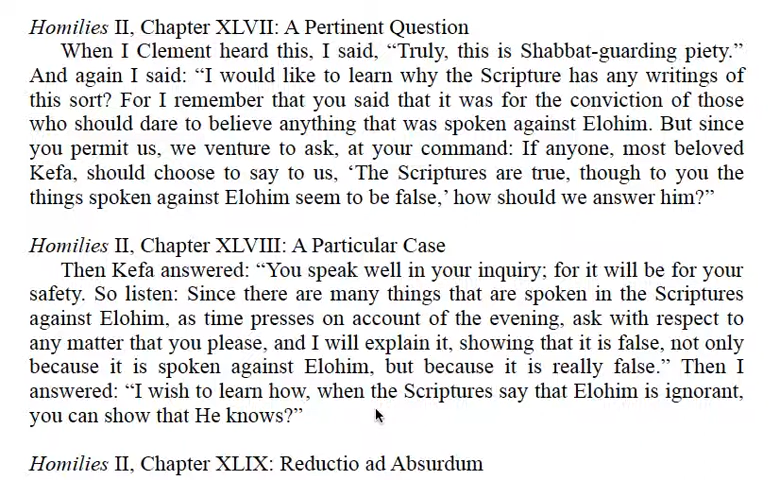 Homilies II, Chapter XLVII: A Pertinent Question
When I Clement heard this, I said, “Truly, this is Shabbat-guarding piety.”
And again I said: “I would like to learn why the Scripture has any writings of
this sort? For I remember that you said that it was for the conviction of those
who should dare to believe anything that was spoken against Elohim. But since
you permit us, we venture to ask, at your command: If anyone, most beloved
Kefa, should choose to say to us, ‘The Scriptures are true, though to you the
things spoken against Elohim seem to be false,’ how should we answer him?”
Homilies II, Chapter XLVIII: A Particular Case
Then Kefa answered: “You speak well in your inquiry; for it will be for your
safety. So listen: Since there are many things that are spoken in the Scriptures
against Elohim, as time presses on account of the evening, ask with respect to
any matter that you please, and I will explain it, showing that it is false, not only
because it is spoken against Elohim, but because it is really false.” Then I
answered: “I wish to learn how, when the Scriptures say that Elohim is ignorant,
you can show that He knows?”
Homilies II, Chapter XLIX: Reductio ad Absurdum